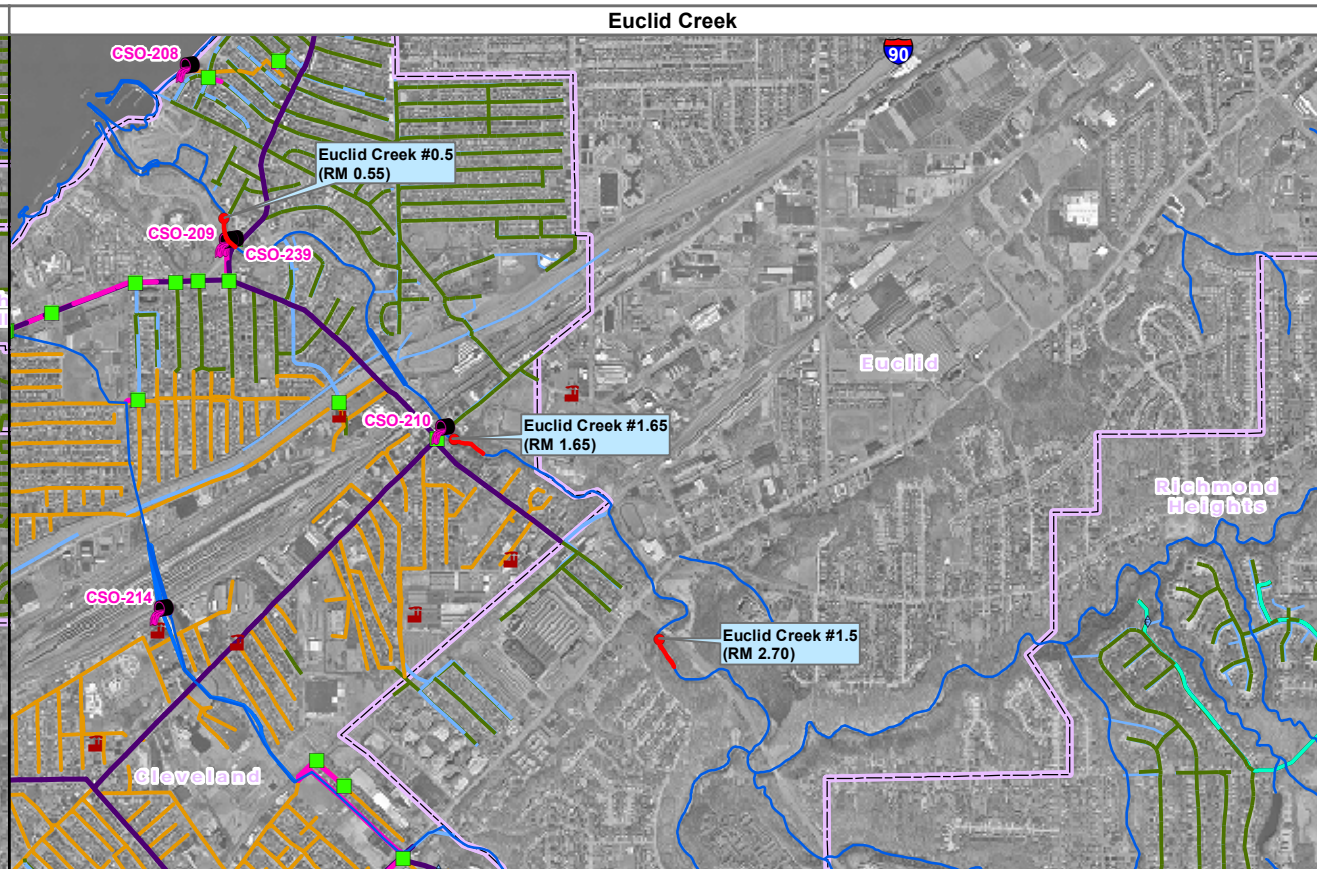 Euclid Creek
90
CSO-208
Euclid Creek #0.5
(RM 0.55)
CSO-209
CSO-239
Euclid
CSO-210
Euclid Creek #1.65
(RM 1.65)
Richmond
Heights
CSO-214
Euclid Creek #1.5
(RM 2.70)
Cleveland